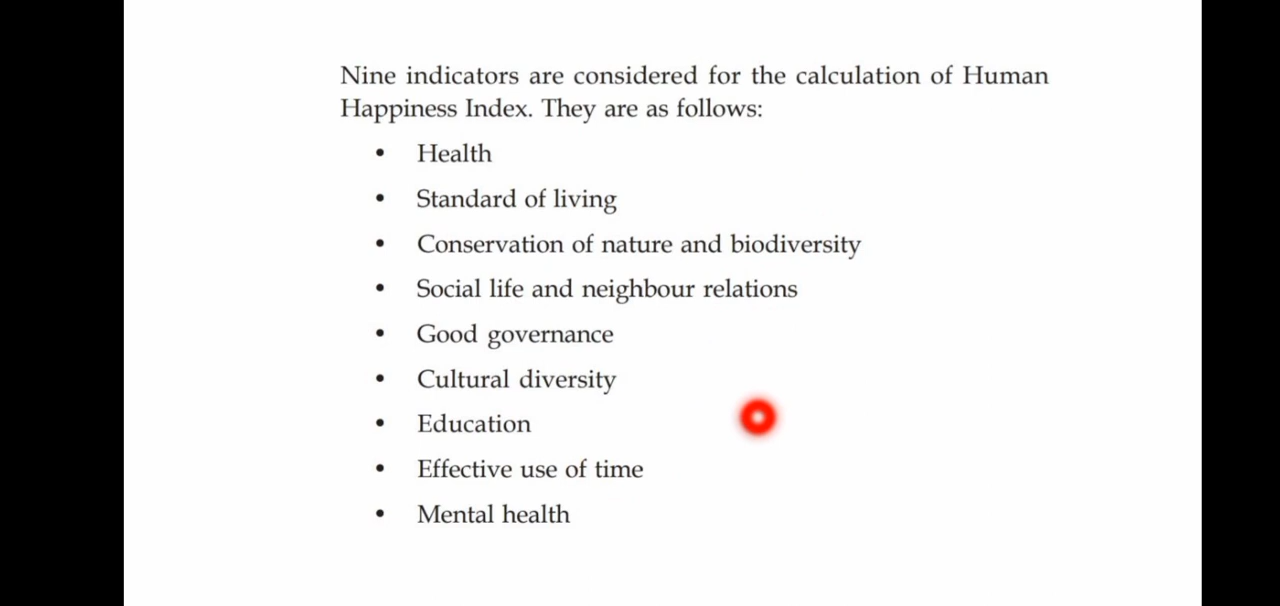 Nine indicators are considered for the calculation of Human
Happiness Index. They are as follows:
• Health
• Standard of living
• Conservation of nature and biodiversity
• Social life and neighbour relations
• Good governance
• Cultural diversity
• Education
• Effective use of time
• Mental health